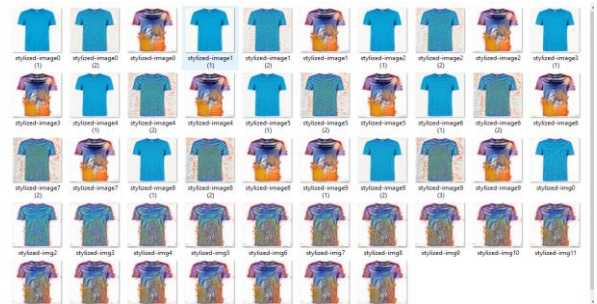 stylized-image0 (1) stylized-image0 (2) stylized-image0 stylized-image1 (1) stylized-image1 (2) stylized-image1 stylized-image2 (1) stylized-image2 (2) stylized-image2 stylized-image3 (1)
stylized-image3 stylized-image4 (1) stylized-image4 (2) stylized-image4 stylized-image5 (1) stylized-image5 (2) stylized-image5 stylized-image6 (1) stylized-image6 (2) stylized-image6
stylized-image7 (2) stylized-image7 stylized-image8 (1) stylized-image8 (2) stylized-image8 stylized-image9 (1) stylized-image9 (2) stylized-image9 (3) stylized-image9 stylized-img0
stylized-img2 stylized-img3 stylized-img4 stylized-img5 stylized-img6 stylized-img7 stylized-img8 stylized-img9 stylized-img10 stylized-img11